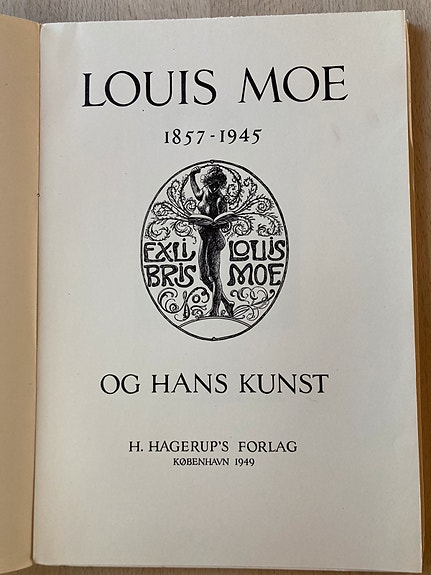 LOUIS MOE
1857-1945
EX·LI LOUIS
BRIS MOE
OG HANS KUNST
H. HAGERUP'S FORLAG
KØBENHAVN 1949